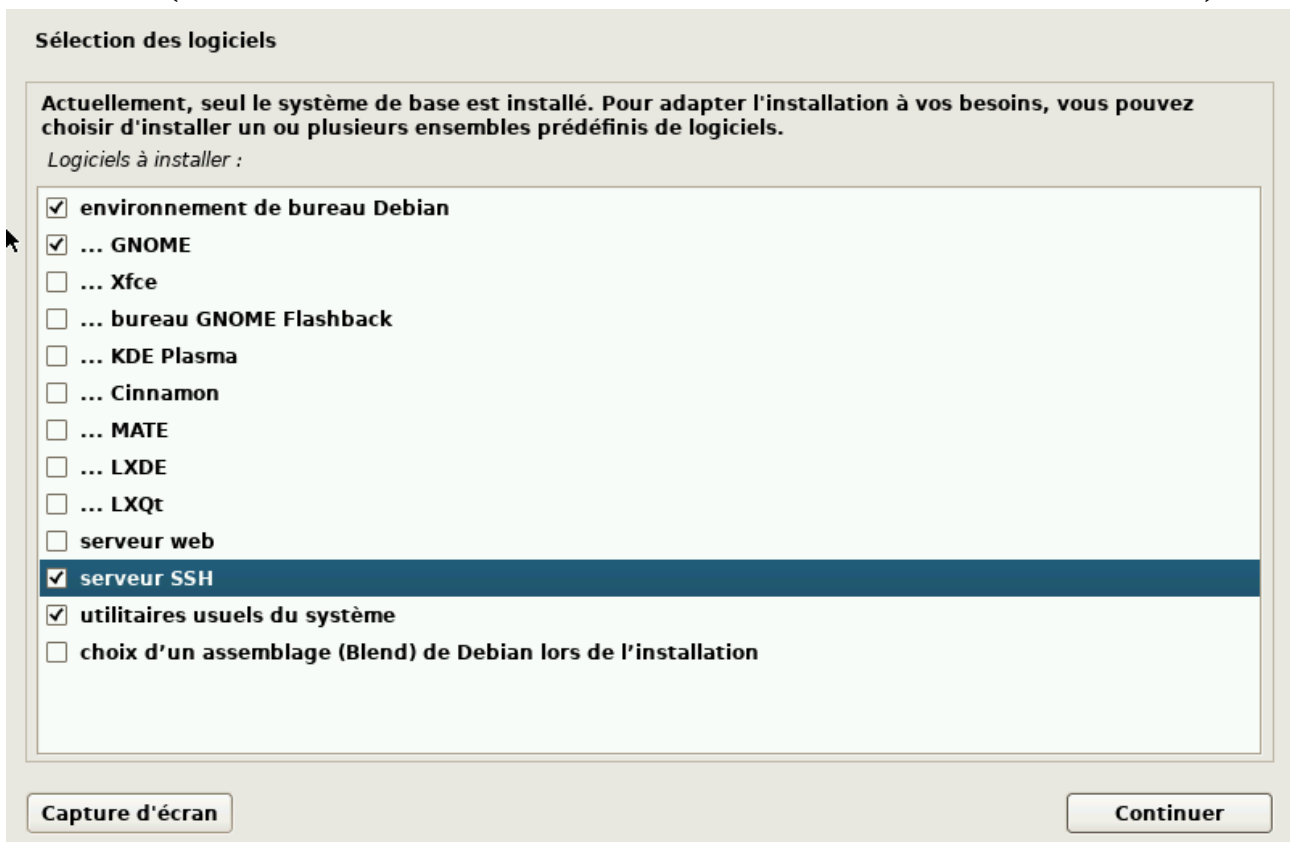 Sélection des logiciels
Actuellement, seul le système de base est installé. Pour adapter l'installation à vos besoins, vous pouvez
choisir d'installer un ou plusieurs ensembles prédéfinis de logiciels.
Logiciels à installer :
environnement de bureau Debian
... GNOME
... Xfce
... bureau GNOME Flashback
... KDE Plasma
... Cinnamon
... MATE
... LXDE
... LXQt
serveur web
serveur SSH
utilitaires usuels du système
choix d’un assemblage (Blend) de Debian lors de l’installation
Capture d'écran
Continuer